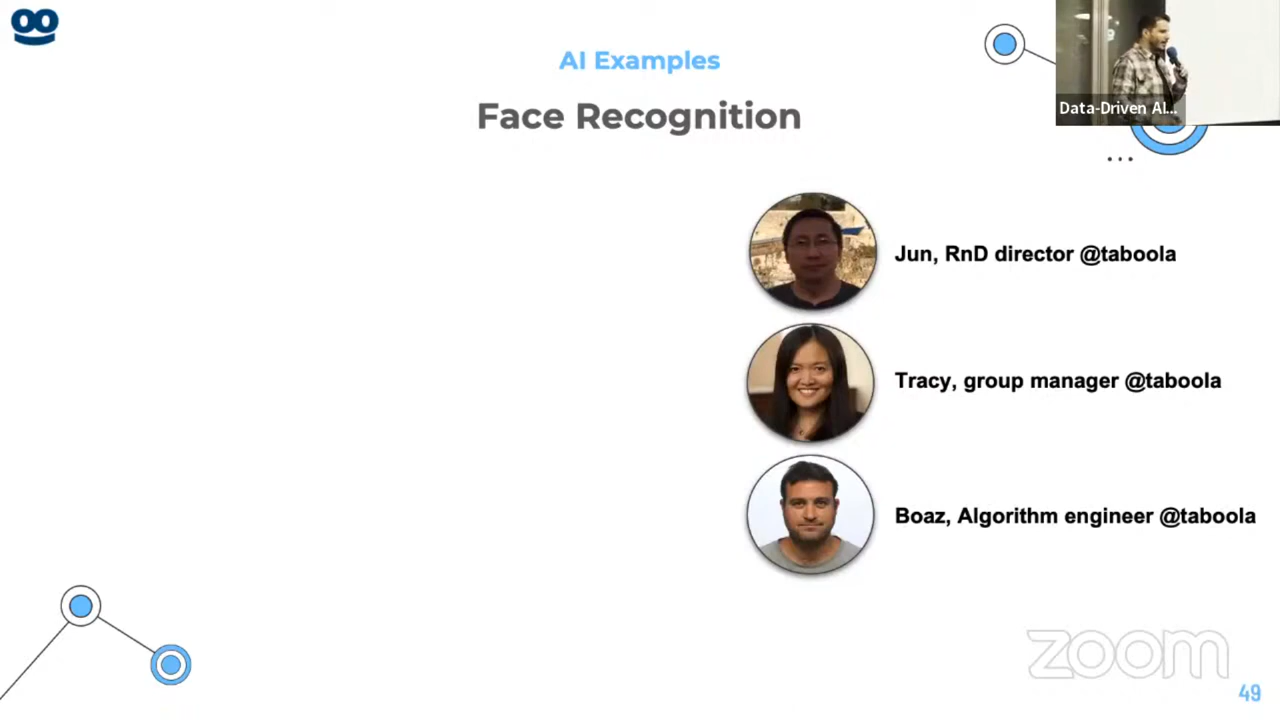 AI Examples
Face Recognition
Data-Driven AI...
...
Jun, RnD director @taboola
Tracy, group manager @taboola
Boaz, Algorithm engineer @taboola
zoom
49